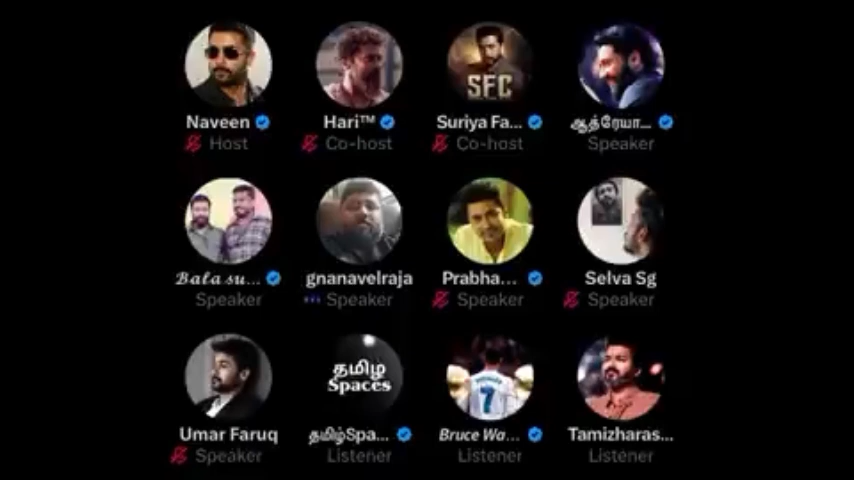 SFC
Naveen
Hari™
Suriya Fa...
ஆத்ரேயா...
Host
Co-host
Co-host
Speaker
𝓑𝓪𝓵𝓪 𝓼𝓾...
gnanavelraja
Prabha...
Selva Sg
Speaker
Speaker
Speaker
Speaker
தமிழ்
Spaces
7
Umar Faruq
தமிழ்Spa...
Bruce Wa...
Tamizharas...
Speaker
Listener
Listener
Listener